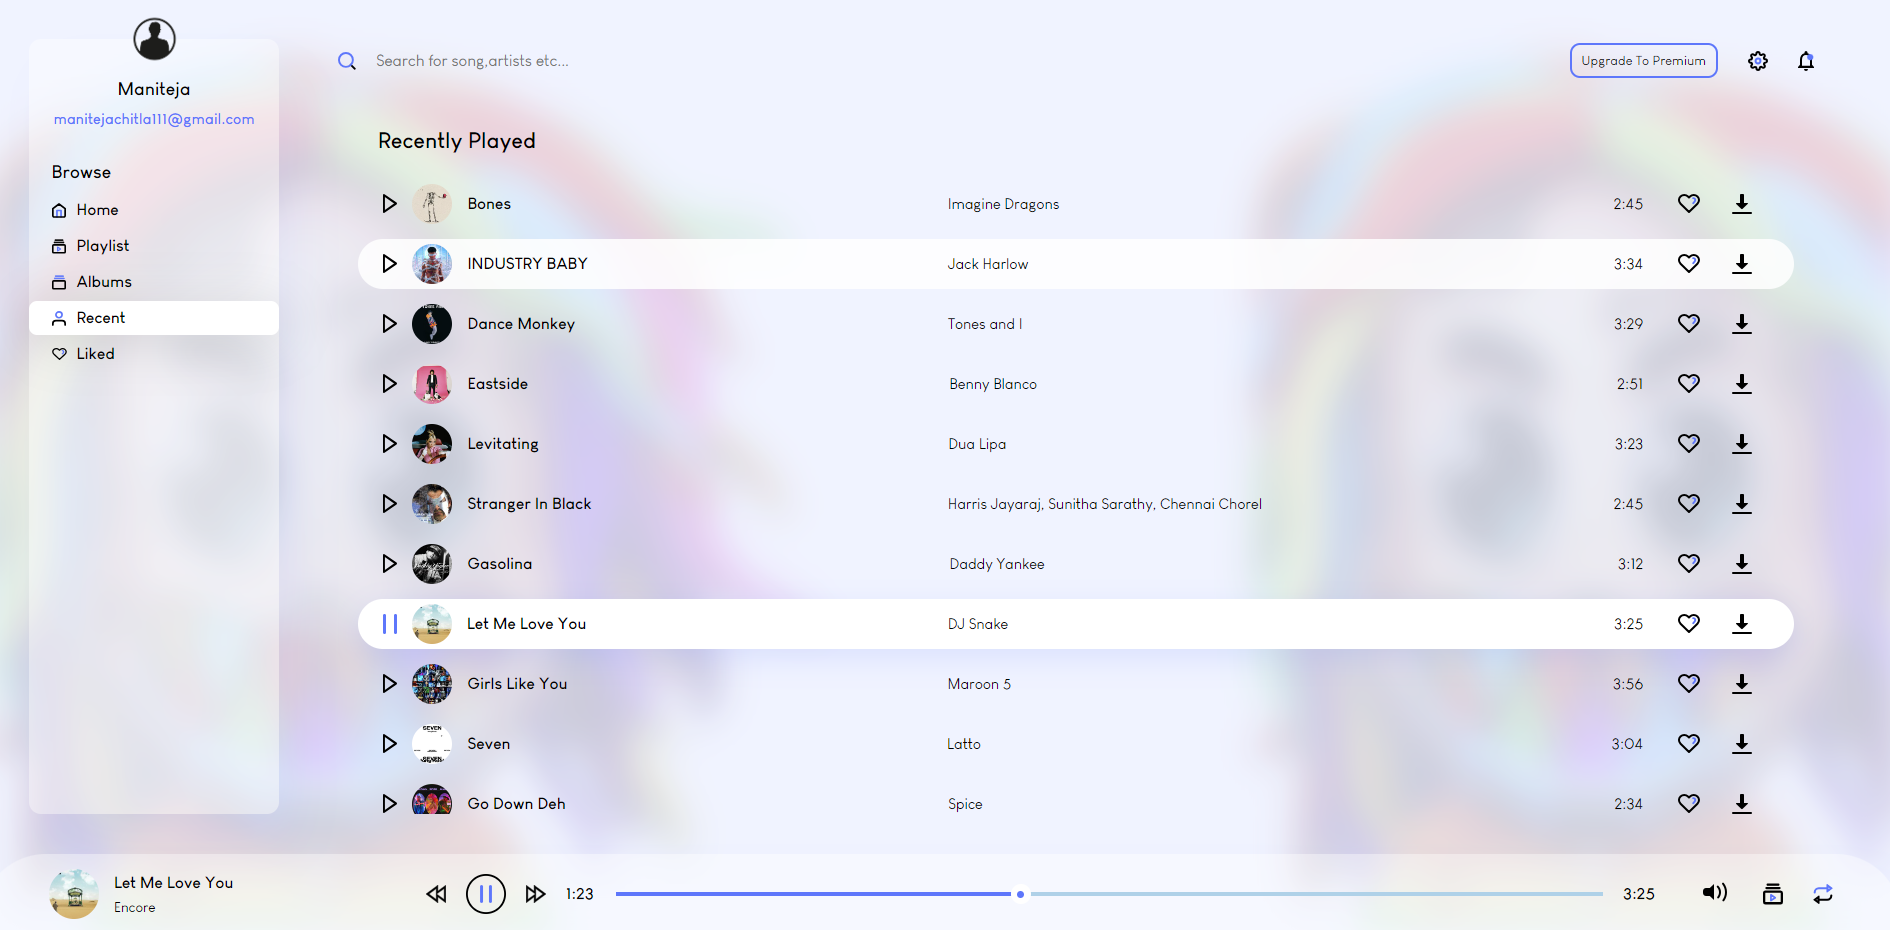 Maniteja
manitejachitla111@gmail.com
Browse
Home
Playlist
Albums
Recent
Liked
Search for song,artists etc...
Upgrade To Premium
Recently Played
Bones Imagine Dragons 2:45
INDUSTRY BABY Jack Harlow 3:34
Dance Monkey Tones and I 3:29
Eastside Benny Blanco 2:51
Levitating Dua Lipa 3:23
Stranger In Black Harris Jayaraj, Sunitha Sarathy, Chennai Chorel 2:45
Gasolina Daddy Yankee 3:12
Let Me Love You DJ Snake 3:25
Girls Like You Maroon 5 3:56
SEVEN
Seven Latto 3:04
Go Down Deh Spice 2:34
Let Me Love You
Encore
1:23 3:25